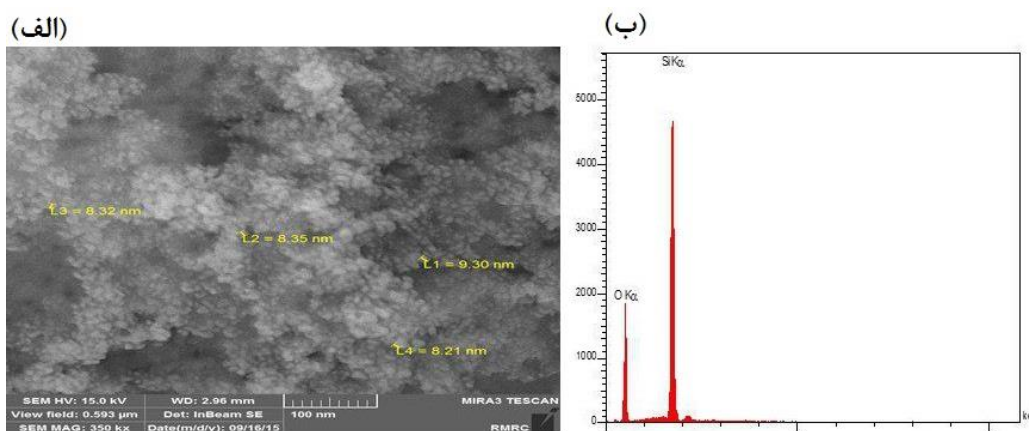 (الف)
L3 = 8.32 nm
L2 = 8.35 nm
L1 = 9.30 nm
L4 = 8.21 nm
SEM HV: 15.0 kV WD: 2.96 mm MIRA3 TESCAN
View field: 0.593 µm Det: InBeam SE 100 nm
SEM MAG: 350 kx Date(m/d/y): 09/16/15 RMRC
(ب)
SiKα
5000
4000
3000
2000
OKα
1000
0